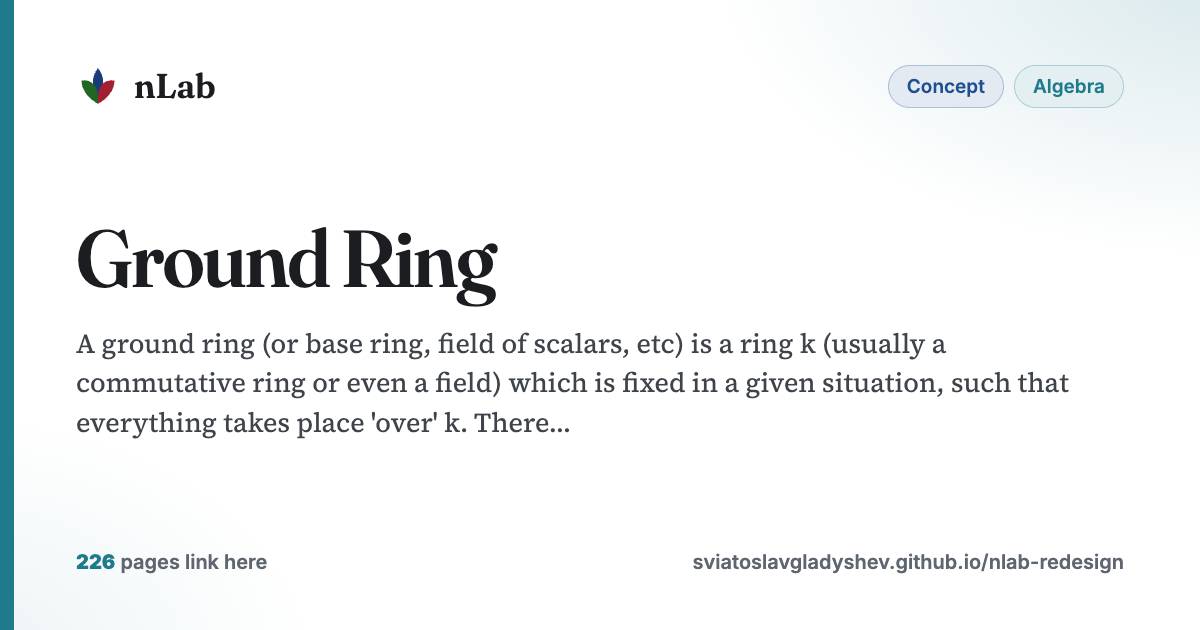 nLab
Concept
Algebra
Ground Ring
A ground ring (or base ring, field of scalars, etc) is a ring k (usually a
commutative ring or even a field) which is fixed in a given situation, such that
everything takes place 'over' k. There...
226 pages link here
sviatoslavgladyshev.github.io/nlab-redesign